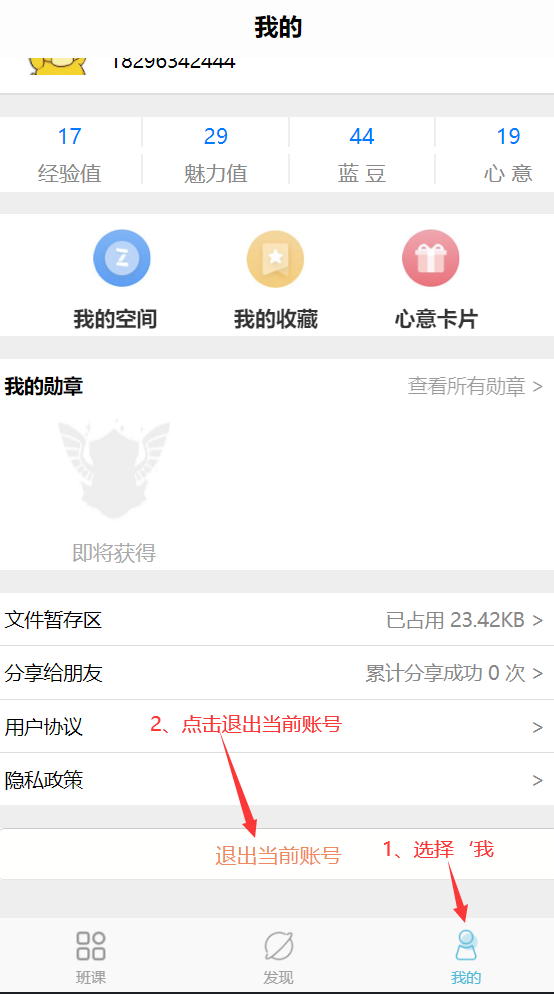 我的
18296342444
17 29 44 19
经验值 魅力值 蓝 豆 心 意
我的空间 我的收藏 心意卡片
我的勋章 查看所有勋章 >
即将获得
文件暂存区 已占用 23.42KB >
分享给朋友 累计分享成功 0 次 >
用户协议 >
2、点击退出当前账号
隐私政策 >
退出当前账号
1、选择‘我
班课 发现 我的